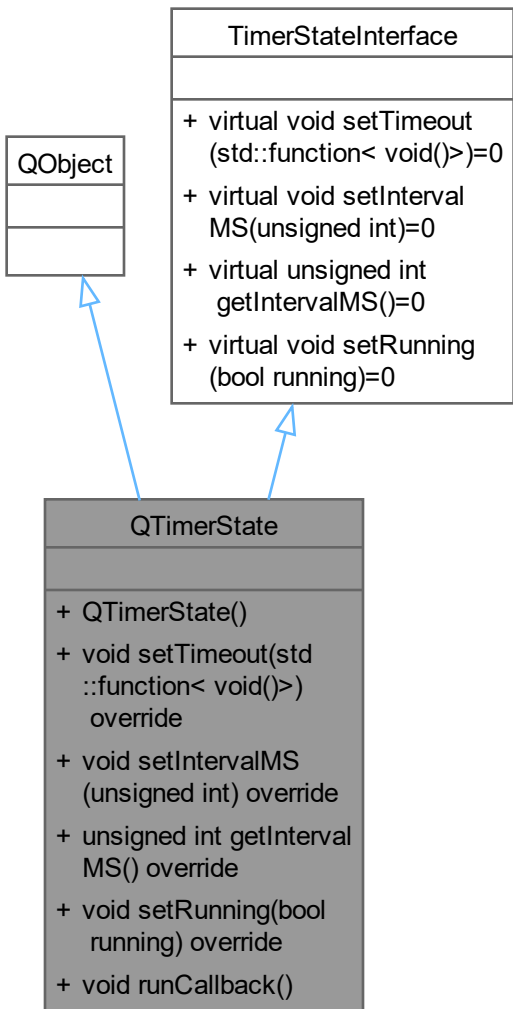 TimerStateInterface
+ virtual void setTimeout
(std::function< void()>)=0
+ virtual void setInterval
MS(unsigned int)=0
+ virtual unsigned int
getIntervalMS()=0
+ virtual void setRunning
(bool running)=0
QObject
QTimerState
+ QTimerState()
+ void setTimeout(std
::function< void()>)
override
+ void setIntervalMS
(unsigned int) override
+ unsigned int getInterval
MS() override
+ void setRunning(bool
running) override
+ void runCallback()